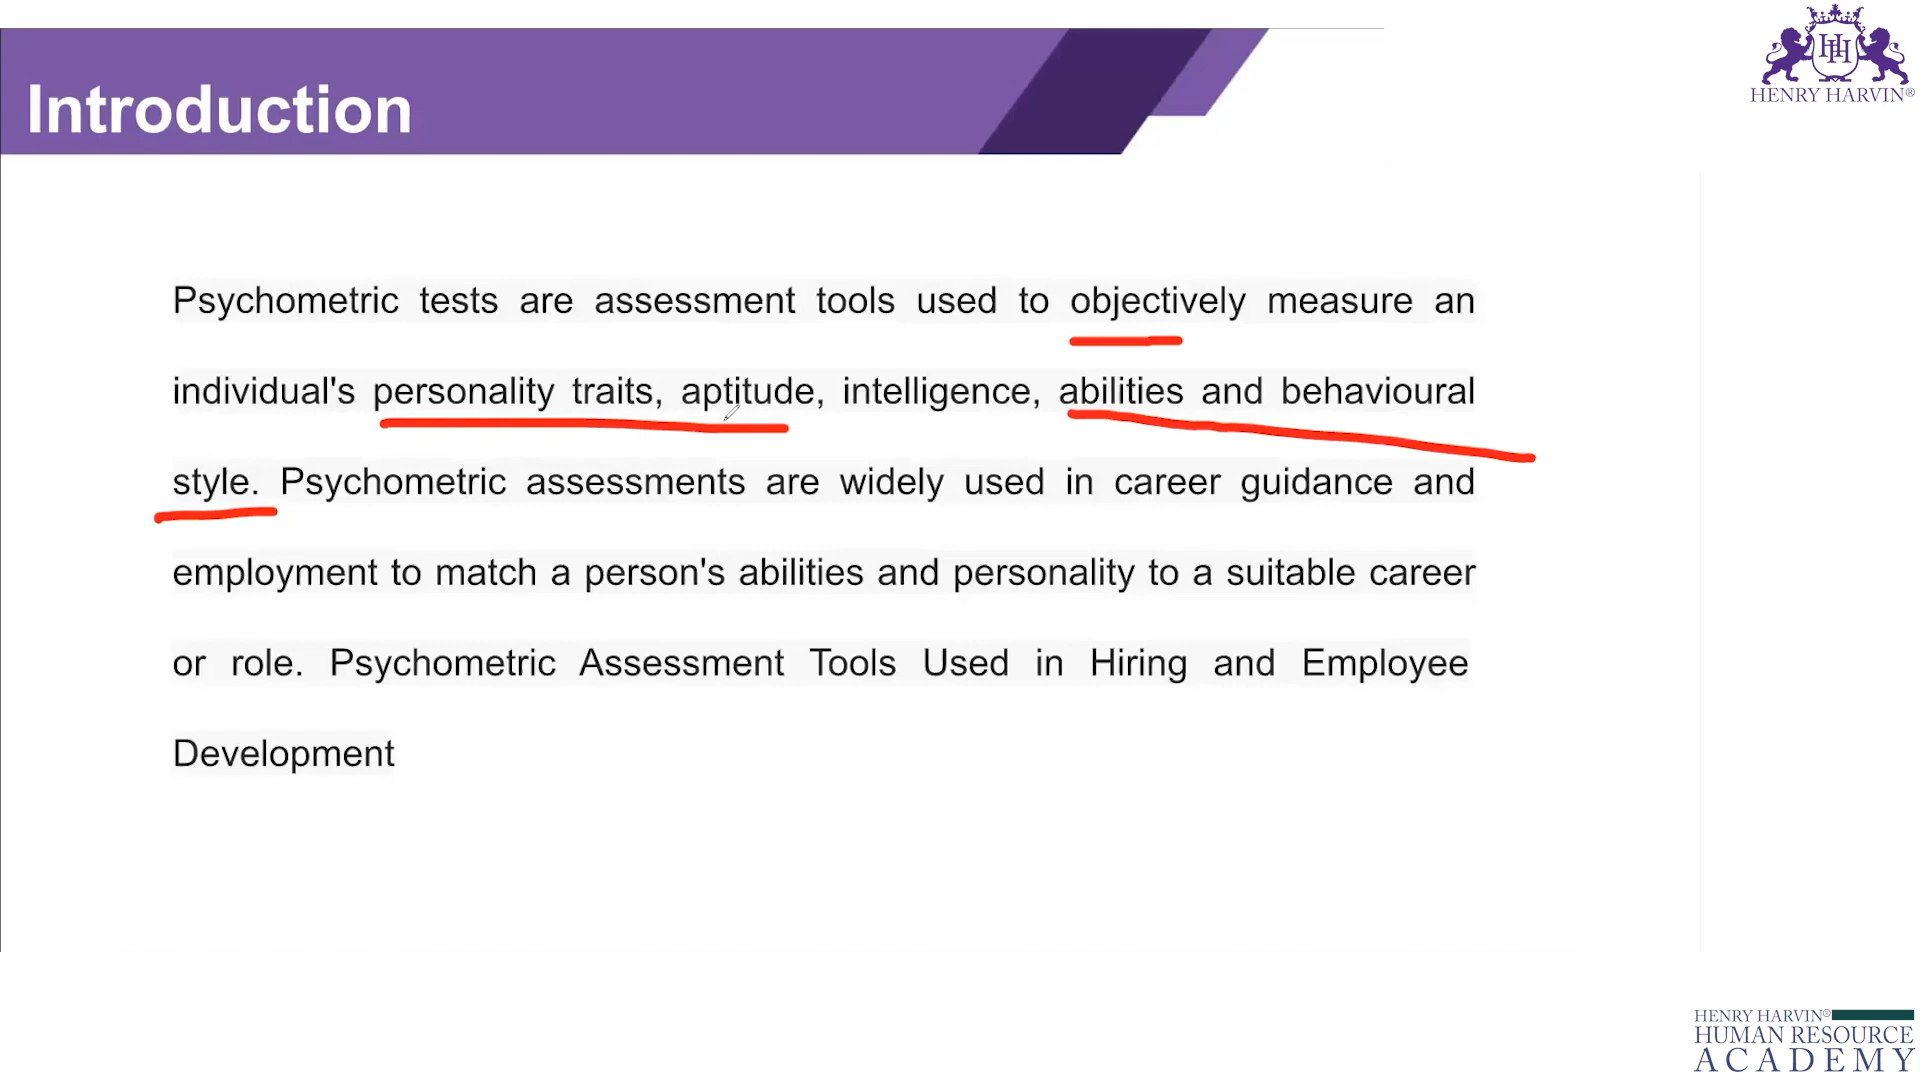 HENRY HARVIN®
Introduction
Psychometric tests are assessment tools used to objectively measure an
individual's personality traits, aptitude, intelligence, abilities and behavioural
style. Psychometric assessments are widely used in career guidance and
employment to match a person's abilities and personality to a suitable career
or role. Psychometric Assessment Tools Used in Hiring and Employee
Development
HENRY HARVIN®
HUMAN RESOURCE
ACADEMY